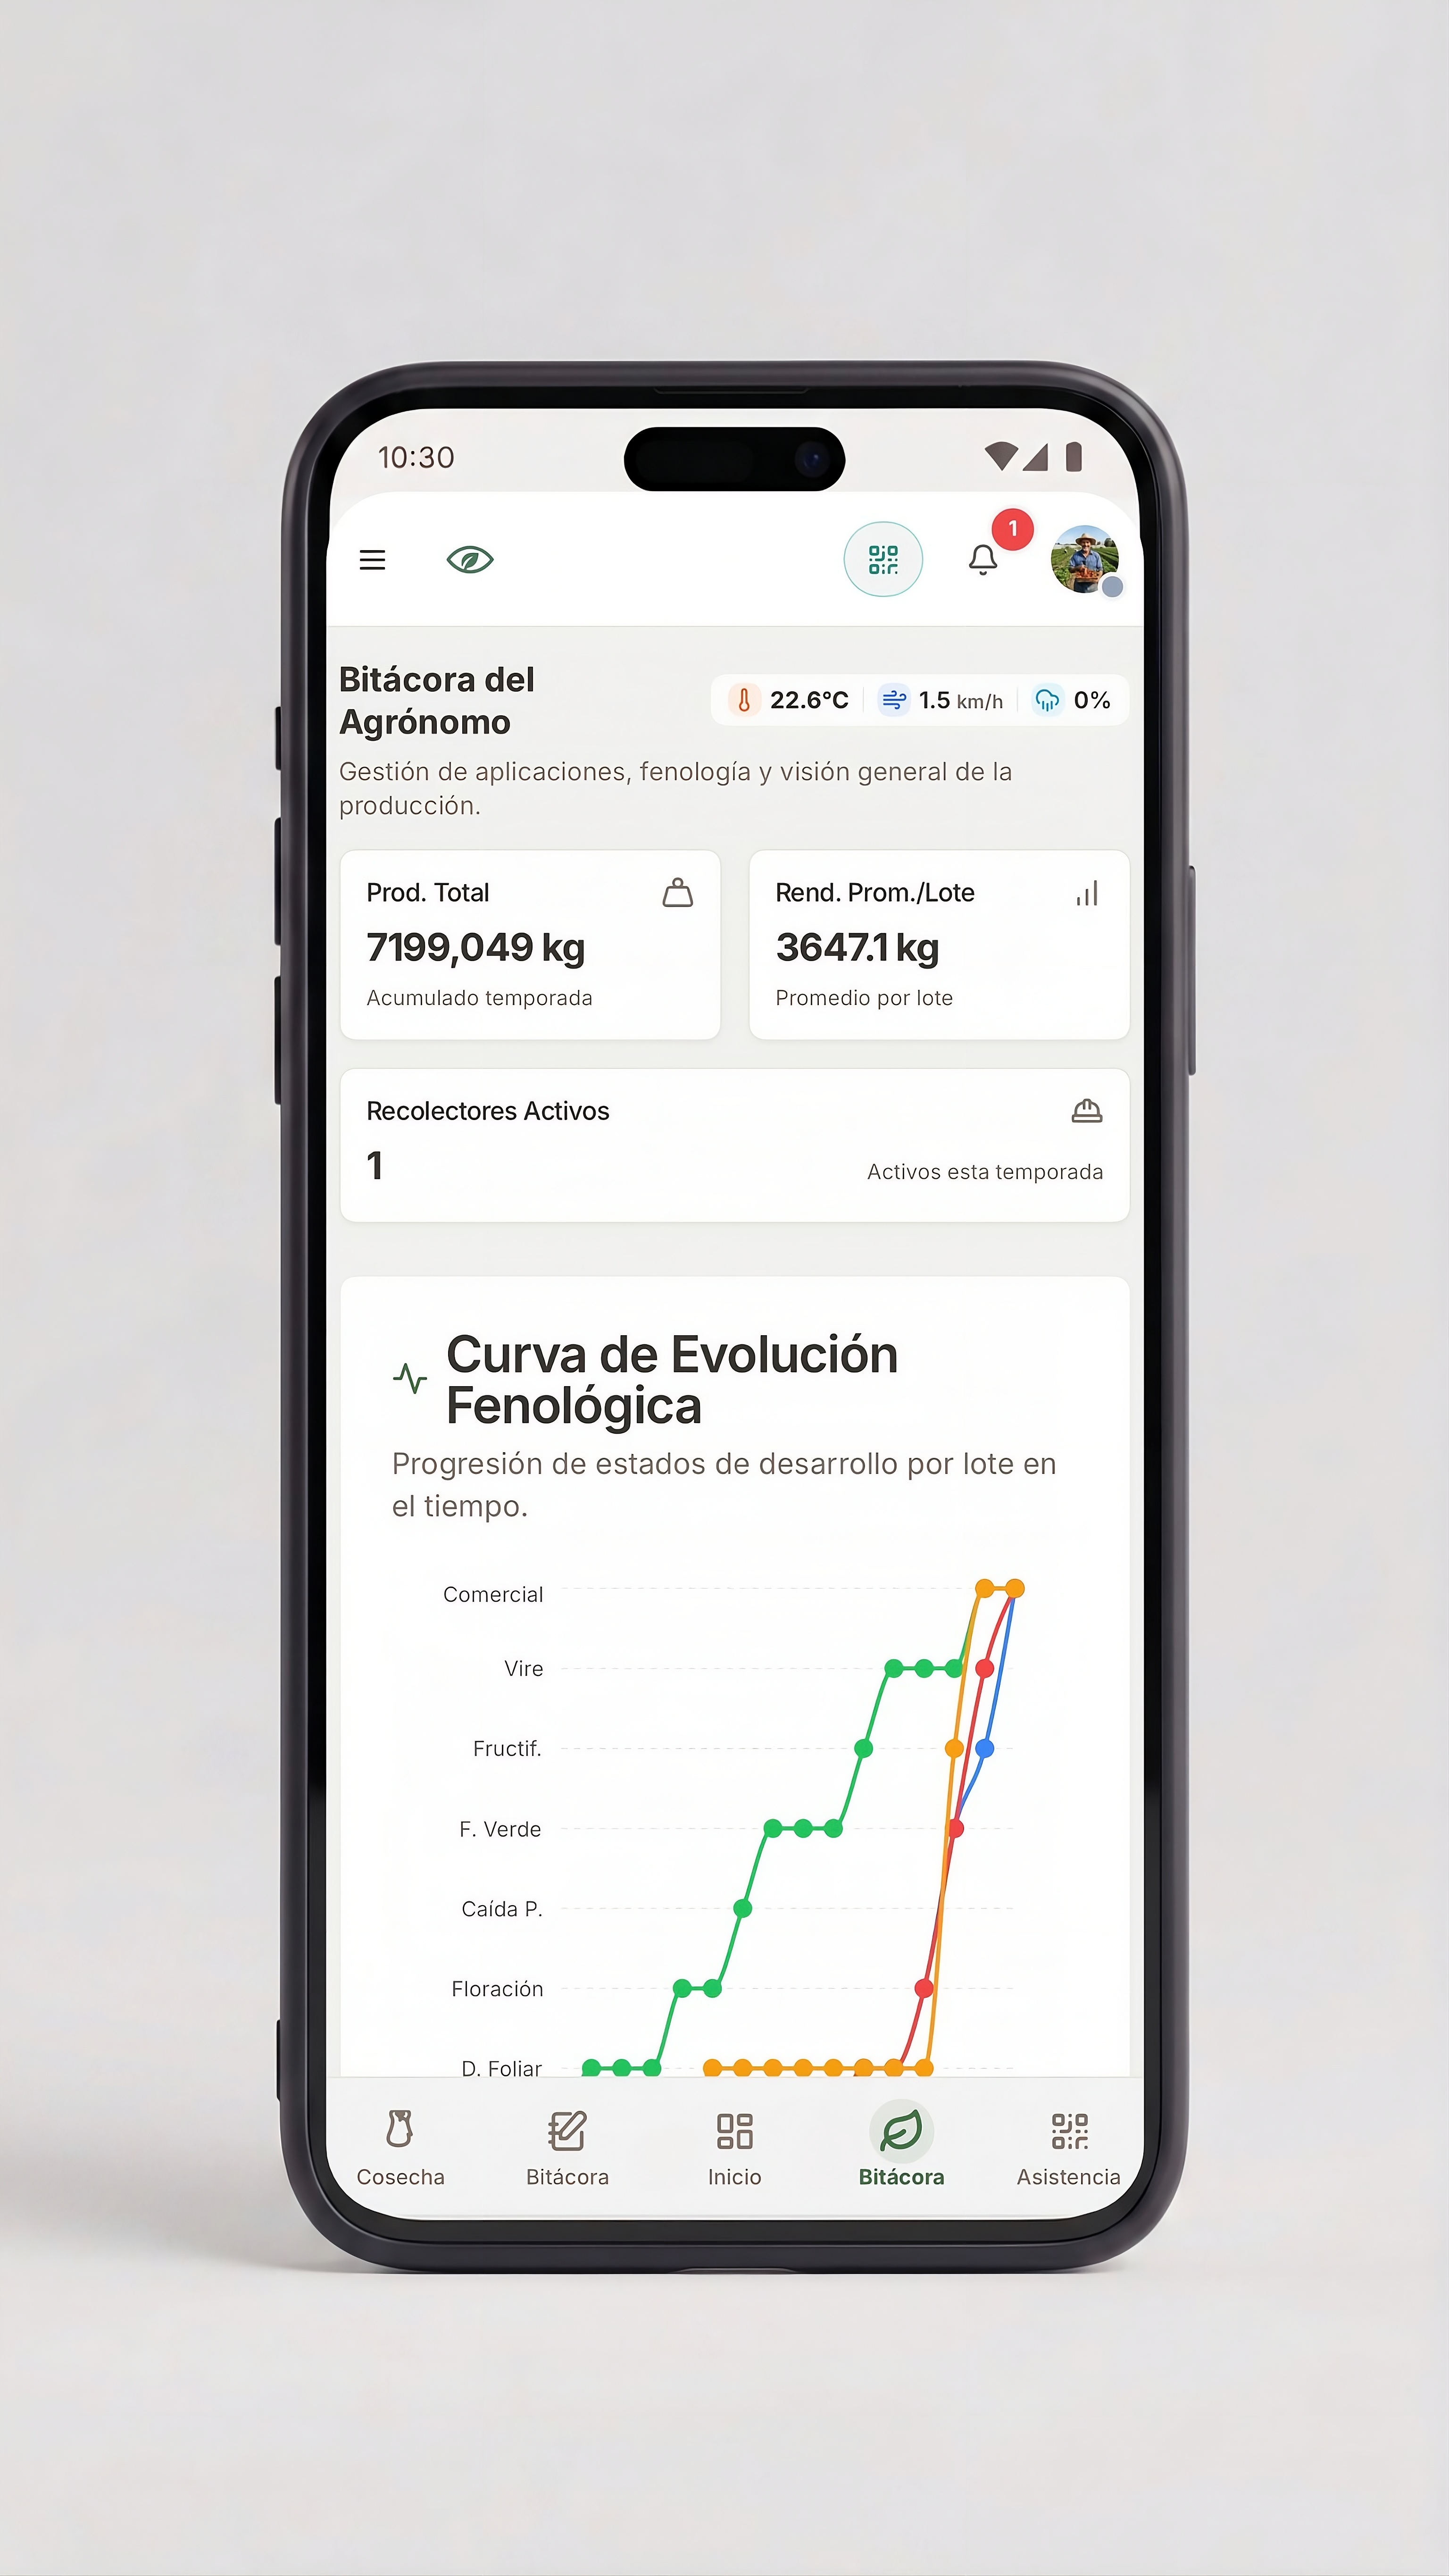 10:30
1
Bitácora del
Agrónomo
22.6°C
1.5 km/h
0%
Gestión de aplicaciones, fenología y visión general de la
producción.
Prod. Total
7199,049 kg
Acumulado temporada
Rend. Prom./Lote
3647.1 kg
Promedio por lote
Recolectores Activos
1
Activos esta temporada
Curva de Evolución
Fenológica
Progresión de estados de desarrollo por lote en
el tiempo.
Comercial
Vire
Fructif.
F. Verde
Caída P.
Floración
D. Foliar
Cosecha
Bitácora
Inicio
Bitácora
Asistencia